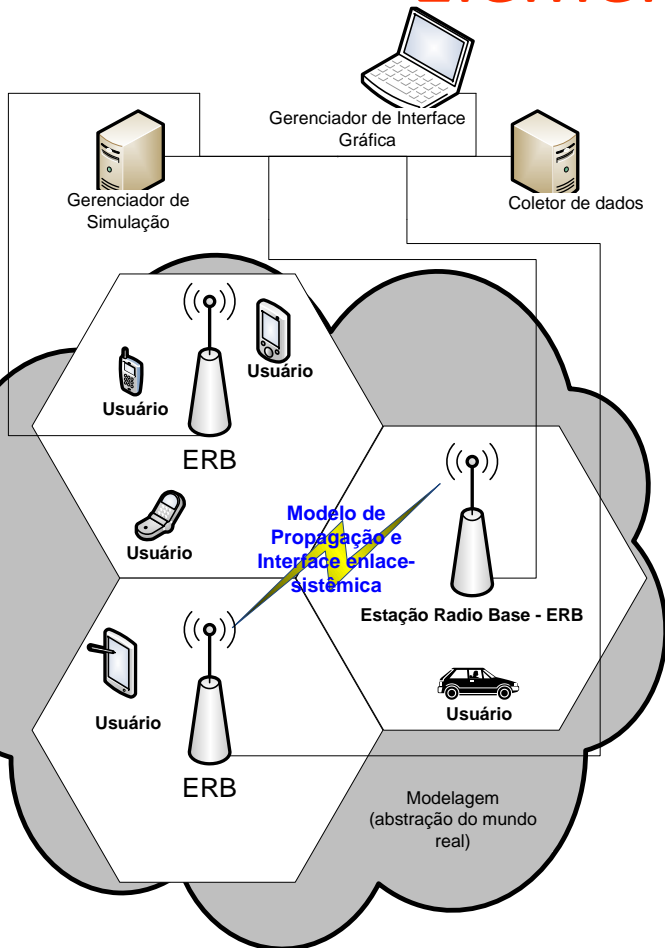 Gerenciador de Interface
Gráfica
Gerenciador de
Simulação
Coletor de dados
Usuário
Usuário
ERB
Usuário
Modelo de
Propagação e
Interface enlace-
sistêmica
Estação Radio Base - ERB
Usuário
Usuário
ERB
Modelagem
(abstração do mundo
real)